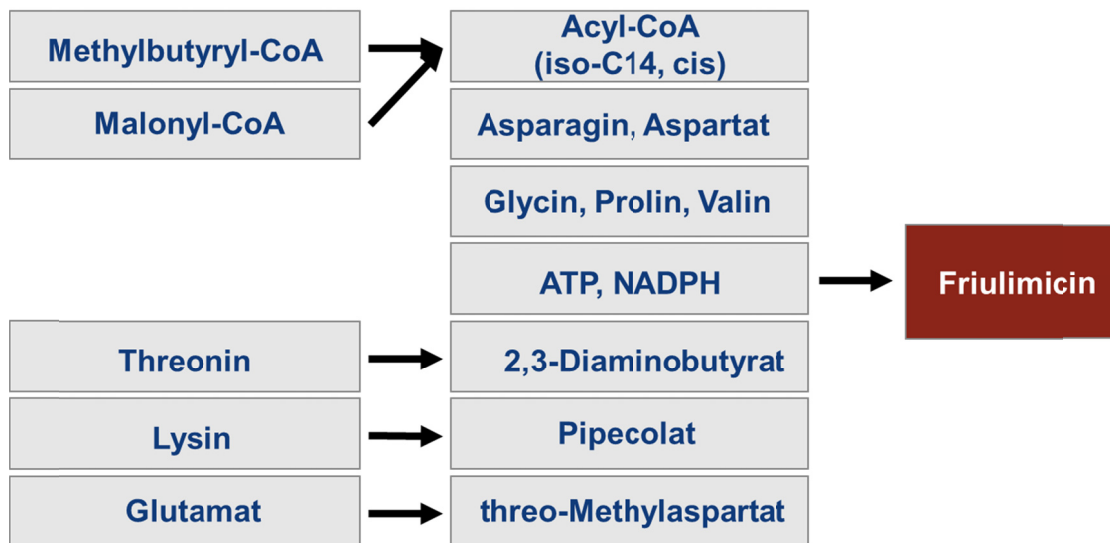 Methylbutyryl-CoA
Malonyl-CoA
Threonin
Lysin
Glutamat
Acyl-CoA
(iso-C14, cis)
Asparagin, Aspartat
Glycin, Prolin, Valin
ATP, NADPH
2,3-Diaminobutyrat
Pipecolat
threo-Methylaspartat
Friulimicin